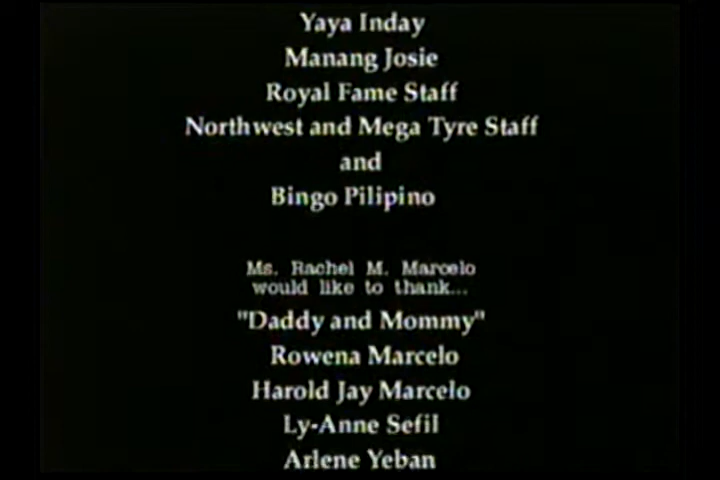 Yaya Inday
Manang Josie
Royal Fame Staff
Northwest and Mega Tyre Staff
and
Bingo Pilipino
Ms. Rachel M. Marcelo
would like to thank...
"Daddy and Mommy"
Rowena Marcelo
Harold Jay Marcelo
Ly-Anne Sefil
Arlene Yeban